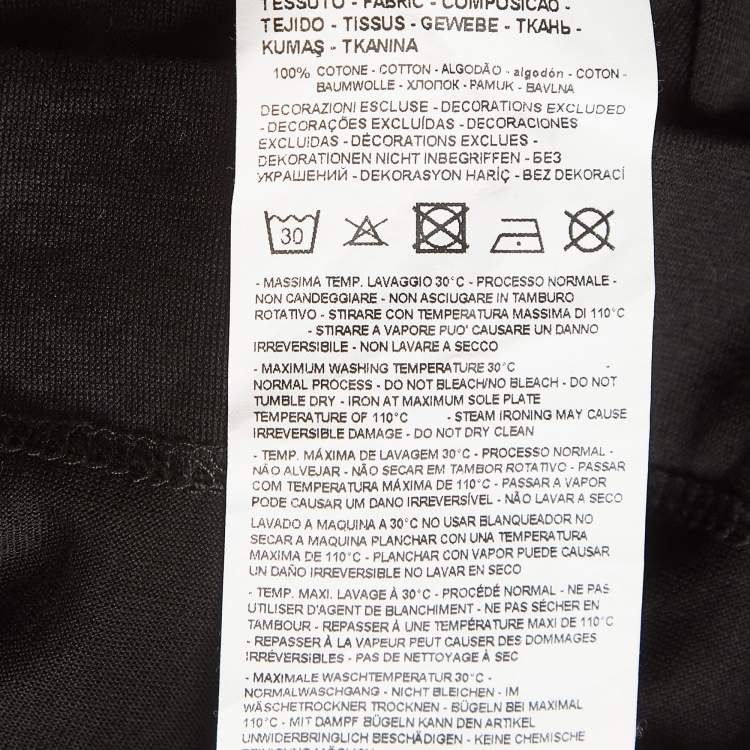 TESSUTO - FABRIC - COMPOSIÇÃO -
TEJIDO - TISSUS - GEWEBE - ТКАНЬ -
KUMAŞ - TKANINA
100% COTONE - COTTON - ALGODÃO - algodón - COTON -
BAUMWOLLE - ХЛОПОК - PAMUK - BAVLNA
DECORAZIONI ESCLUSE - DECORATIONS EXCLUDED
- DECORAÇÕES EXCLUÍDAS - DECORACIONES
EXCLUIDAS - DÉCORATIONS EXCLUES -
DEKORATIONEN NICHT INBEGRIFFEN - БЕЗ
УКРАШЕНИЙ - DEKORASYON HARIÇ - BEZ DEKORACÍ
30
- MASSIMA TEMP. LAVAGGIO 30°C - PROCESSO NORMALE -
NON CANDEGGIARE - NON ASCIUGARE IN TAMBURO
ROTATIVO - STIRARE CON TEMPERATURA MASSIMA DI 110°C
- STIRARE A VAPORE PUO' CAUSARE UN DANNO
IRREVERSIBILE - NON LAVARE A SECCO
- MAXIMUM WASHING TEMPERATURE 30°C -
NORMAL PROCESS - DO NOT BLEACH/NO BLEACH - DO NOT
TUMBLE DRY - IRON AT MAXIMUM SOLE PLATE
TEMPERATURE OF 110°C - STEAM IRONING MAY CAUSE
IRREVERSIBLE DAMAGE - DO NOT DRY CLEAN
- TEMP. MÁXIMA DE LAVAGEM 30°C - PROCESSO NORMAL -
NÃO ALVEJAR - NÃO SECAR EM TAMBOR ROTATIVO - PASSAR
COM TEMPERATURA MÁXIMA DE 110°C - PASSAR A VAPOR
PODE CAUSAR UM DANO IRREVERSÍVEL - NÃO LAVAR A SECO
LAVADO A MAQUINA A 30°C NO USAR BLANQUEADOR NO
SECAR A MAQUINA PLANCHAR CON UNA TEMPERATURA
MAXIMA DE 110°C - PLANCHAR CON VAPOR PUEDE CAUSAR
UN DAÑO IRREVERSIBLE NO LAVAR EN SECO
- TEMP. MAXI. LAVAGE À 30°C - PROCÉDÉ NORMAL - NE PAS
UTILISER D'AGENT DE BLANCHIMENT - NE PAS SÉCHER EN
TAMBOUR - REPASSER À UNE TEMPÉRATURE MAXI DE 110°C
- REPASSER À LA VAPEUR PEUT CAUSER DES DOMMAGES
IRRÉVERSIBLES - PAS DE NETTOYAGE À SEC
- MAXIMALE WASCHTEMPERATUR 30°C -
NORMALWASCHGANG - NICHT BLEICHEN - IM
WÄSCHETROCKNER TROCKNEN - BÜGELN BEI MAXIMAL
110°C - MIT DAMPF BÜGELN KANN DEN ARTIKEL
UNWIDERBRINGLICH BESCHÄDIGEN - KEINE CHEMISCHE